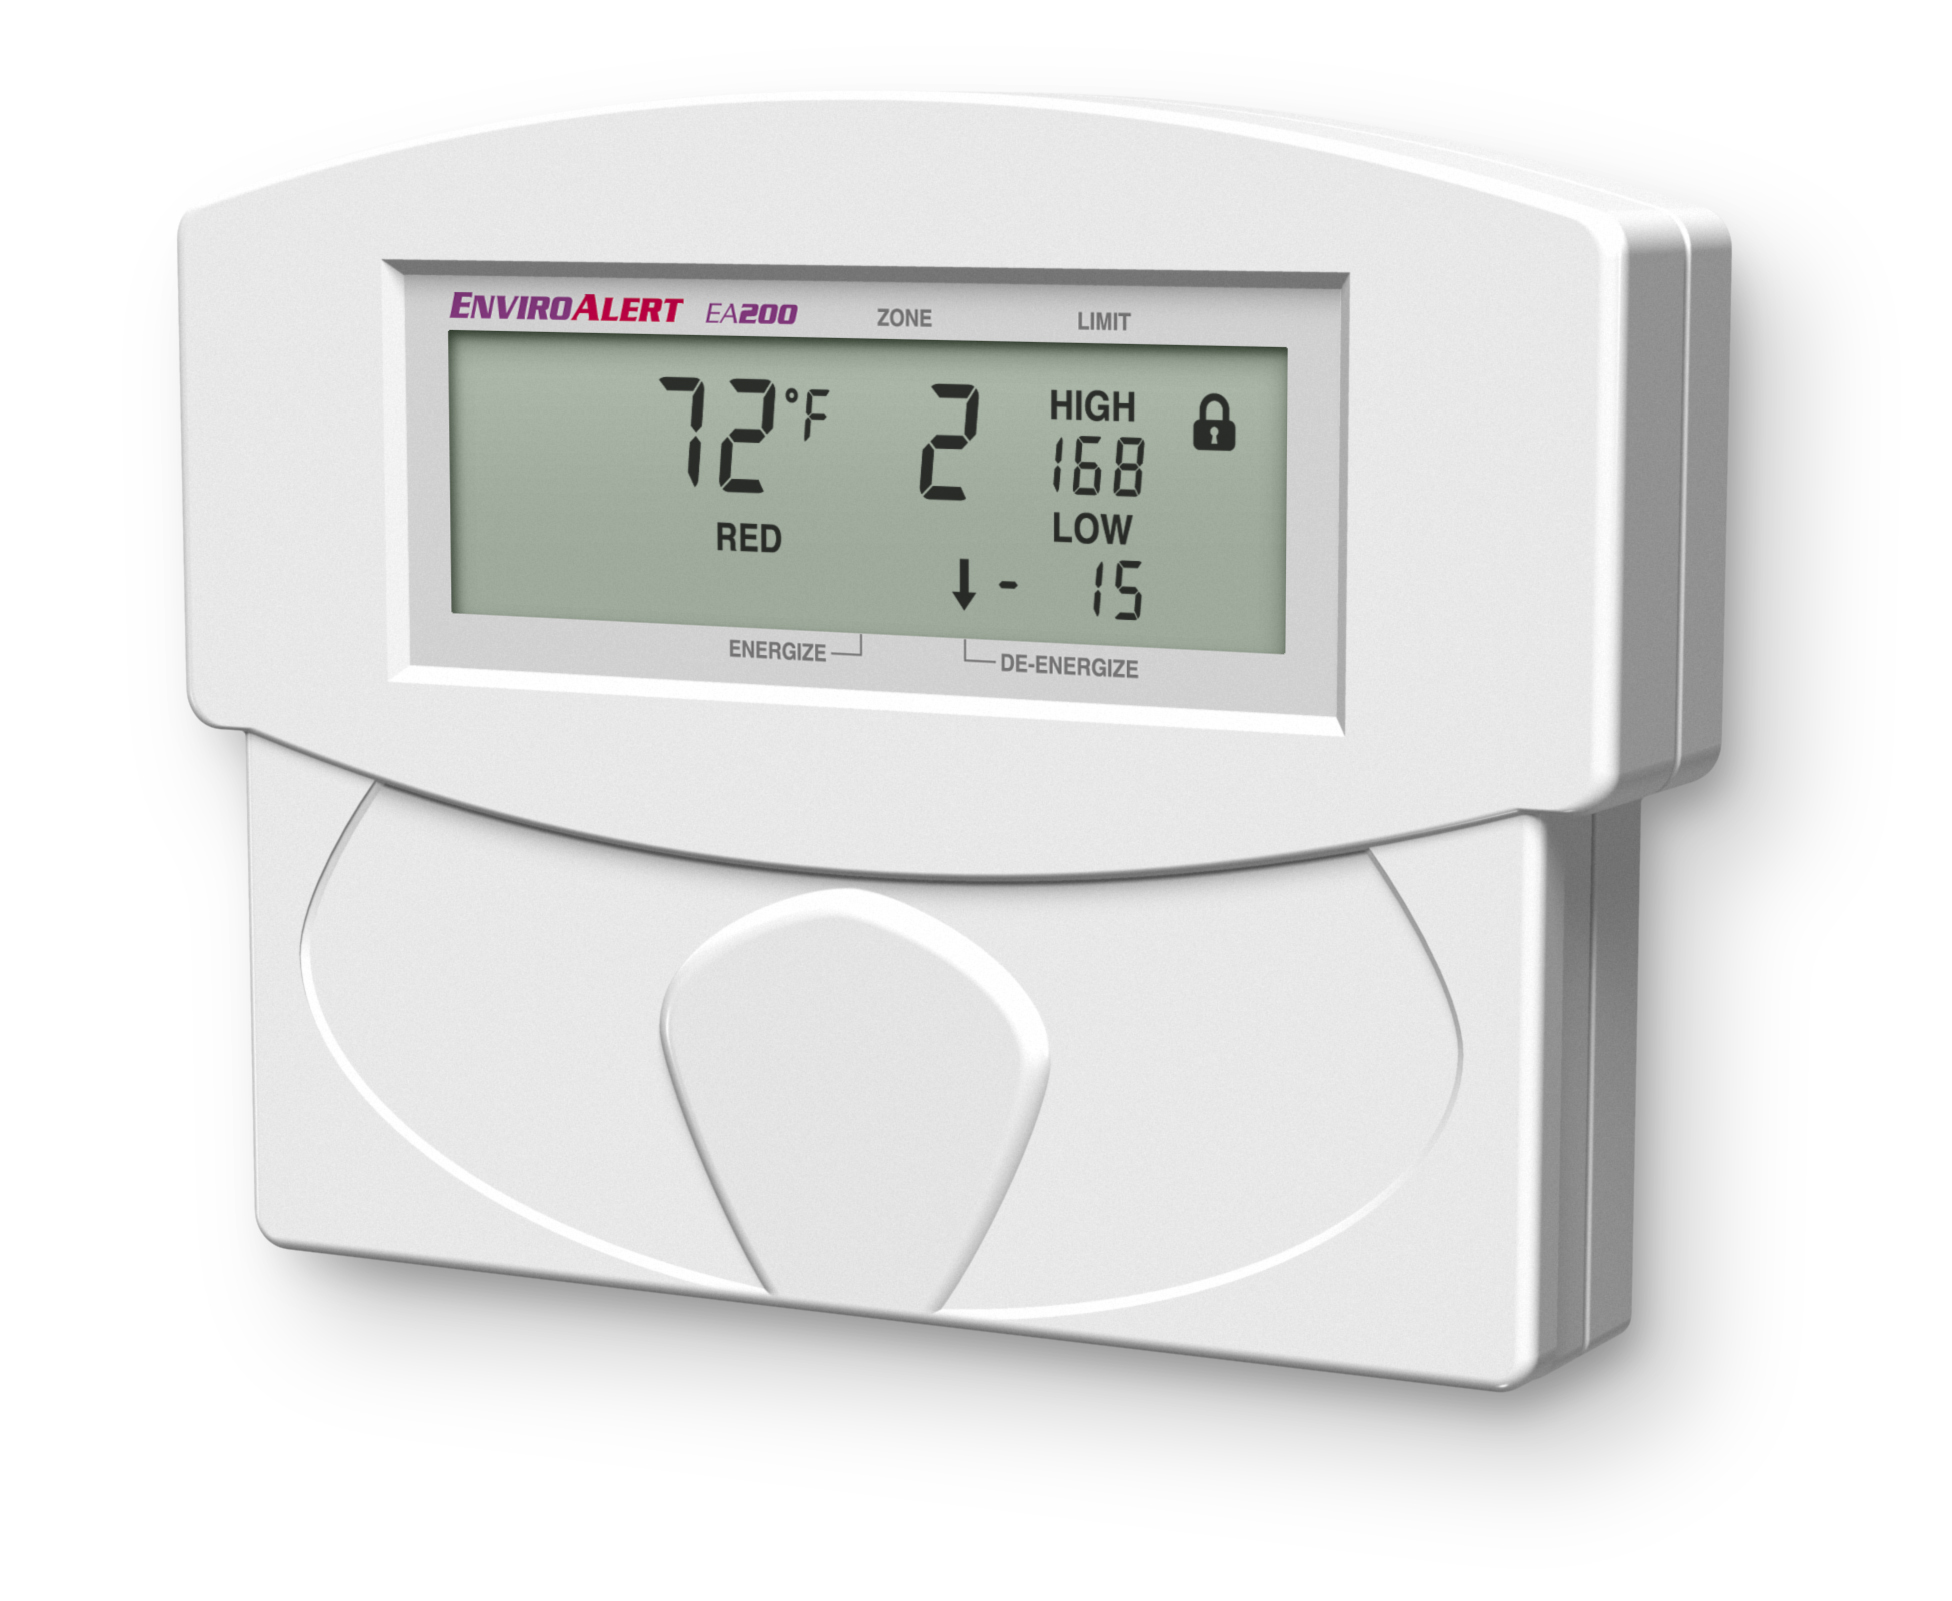 ENVIROALERT EA200 ZONE LIMIT
72°F 2 HIGH
168
RED LOW
- 15
ENERGIZE DE-ENERGIZE